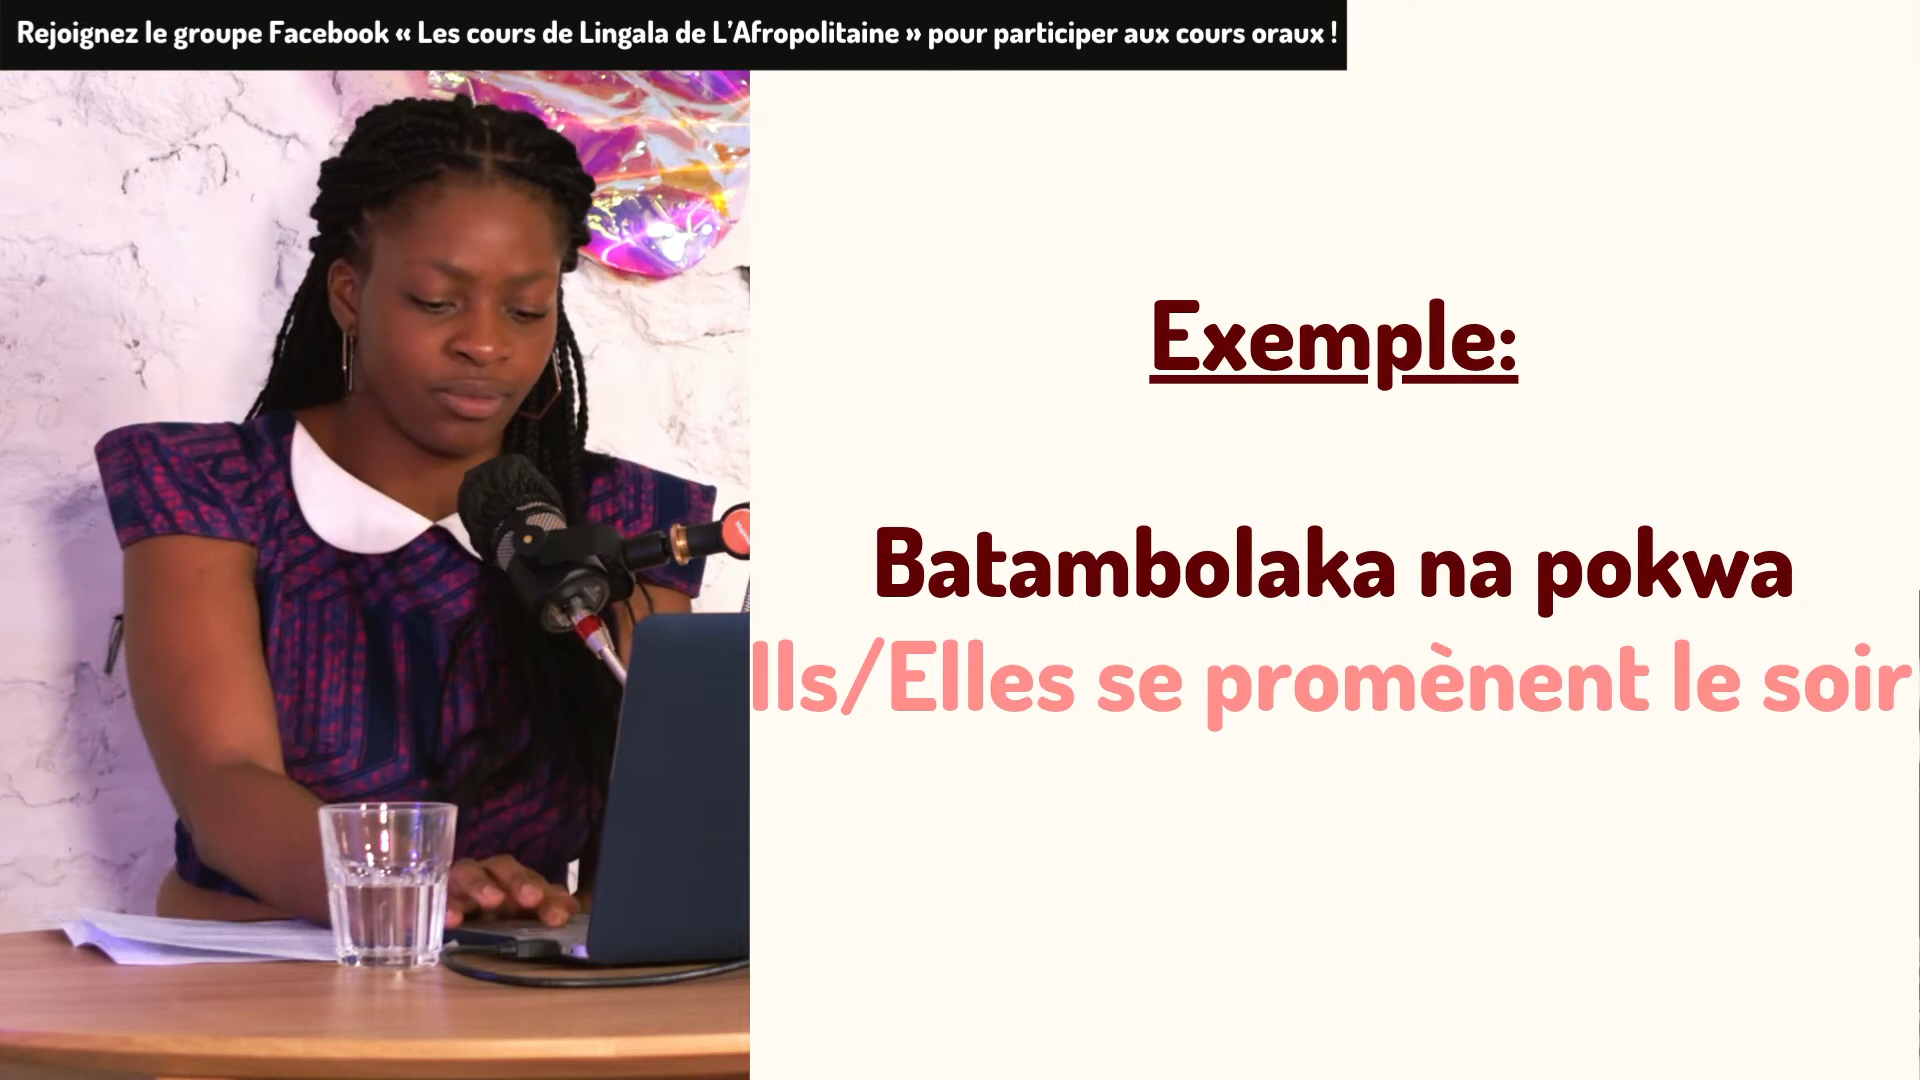 Rejoignez le groupe Facebook « Les cours de Lingala de L’Afropolitaine » pour participer aux cours oraux !
Exemple:
Batambolaka na pokwa
Ils/Elles se promènent le soir